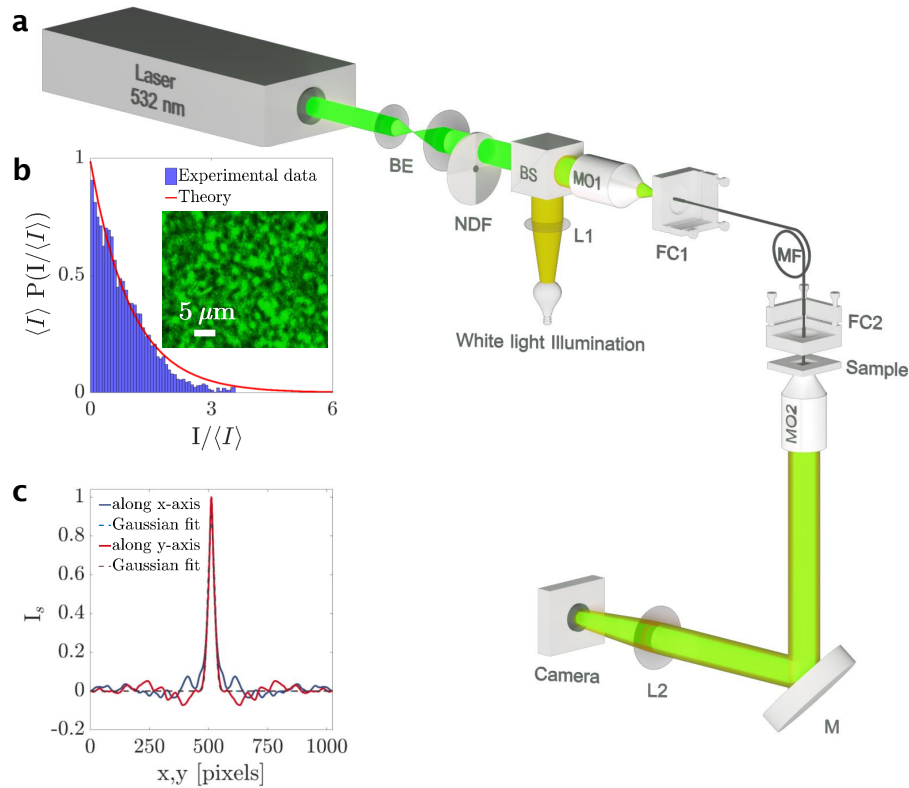 a
Laser
532 nm
BE
NDF
BS
MO1
L1
FC1
MF
White light Illumination
FC2
Sample
MO2
Camera
L2
M
b
1
0.5
0
⟨I⟩ P(I/⟨I⟩)
Experimental data
Theory
5 μm
0 3 6
I/⟨I⟩
c
1
0.8
0.6
0.4
0.2
0
-0.2
I_s
along x-axis
Gaussian fit
along y-axis
Gaussian fit
0 250 500 750 1000
x,y [pixels]